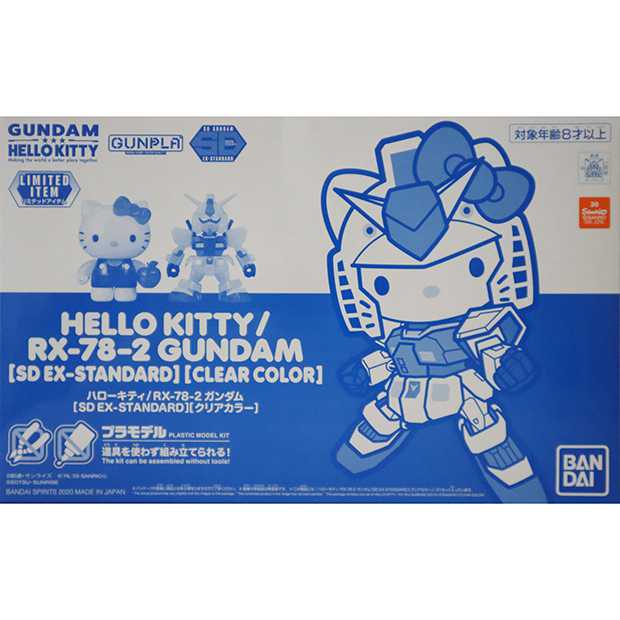 GUNDAM
HELLO KITTY
Making the world a better place together
GUNPLA
SD GUNDAM
SD
EX-STANDARD
対象年齢8才以上
LIMITED
ITEM
リミテッドアイテム
HELLO KITTY/
RX-78-2 GUNDAM
[SD EX-STANDARD] [CLEAR COLOR]
ハローキティ/RX-78-2 ガンダム
[SD EX-STANDARD][クリアカラー]
プラモデル PLASTIC MODEL KIT
道具を使わず組み立てられる!
The kit can be assembled without tools!
BANDAI SPIRITS 2020 MADE IN JAPAN
BAN
DAI